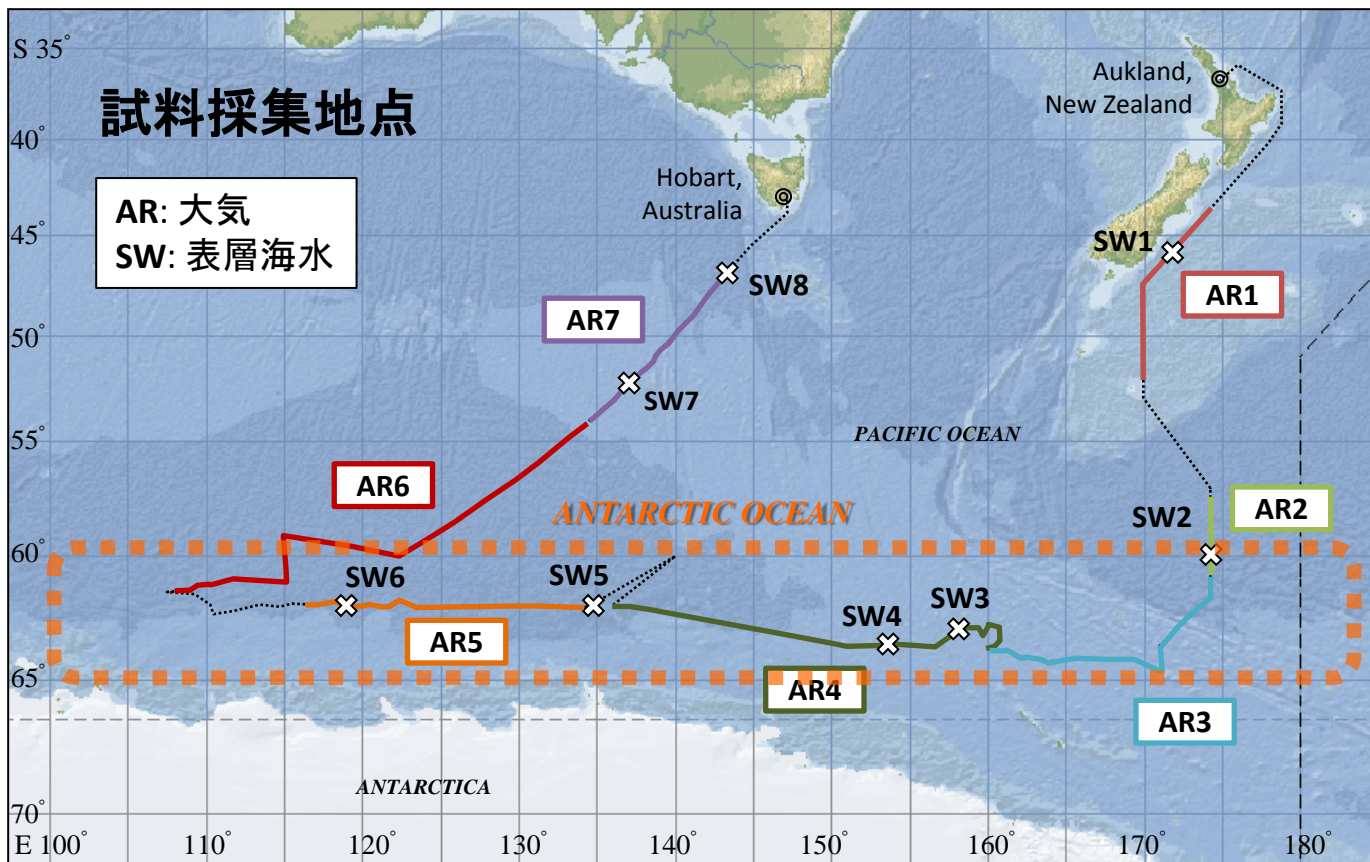 S 35°
試料採集地点
AR: 大気
SW: 表層海水
Aukland,
New Zealand
Hobart,
Australia
40°
45°
SW1
AR1
SW8
AR7
50°
SW7
55°
PACIFIC OCEAN
AR6
ANTARCTIC OCEAN
SW2
AR2
60°
SW6
SW5
SW4
SW3
AR5
65°
AR4
AR3
ANTARCTICA
70°
E 100°
110°
120°
130°
140°
150°
160°
170°
180°